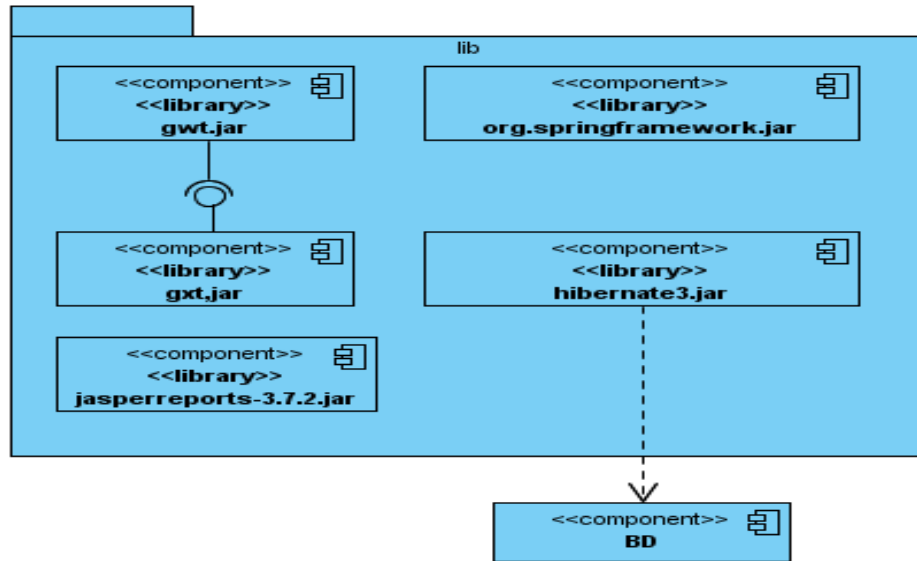 lib
<<component>>
<<library>>
gwt.jar
<<component>>
<<library>>
org.springframework.jar
<<component>>
<<library>>
gxt,jar
<<component>>
<<library>>
hibernate3.jar
<<component>>
<<library>>
jasperreports-3.7.2.jar
<<component>>
BD